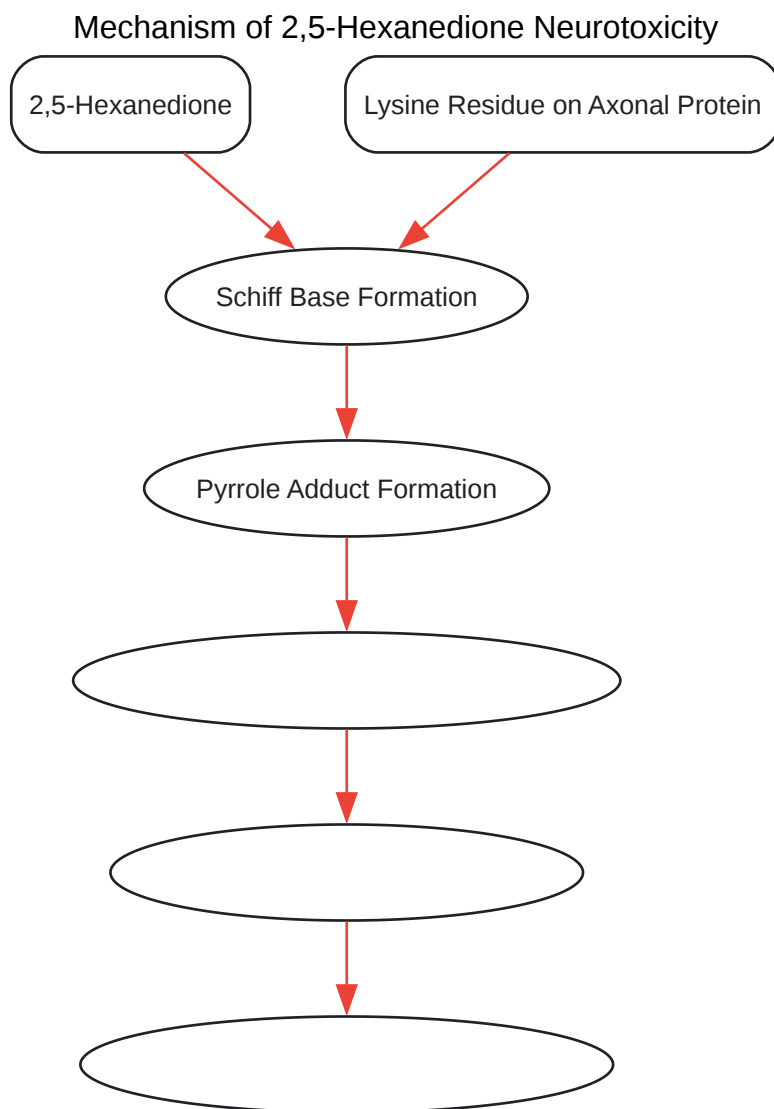 Mechanism of 2,5-Hexanedione Neurotoxicity
2,5-Hexanedione
Lysine Residue on Axonal Protein
Schiff Base Formation
Pyrrole Adduct Formation